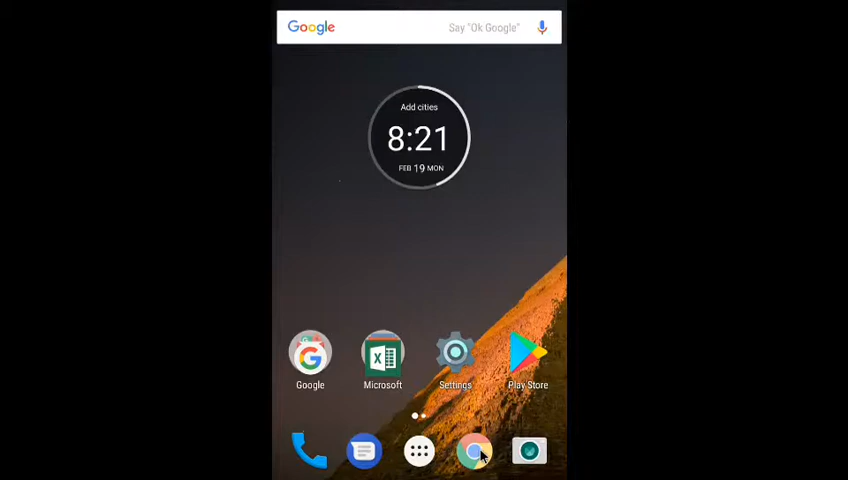 Google
Say "Ok Google"
Add cities
8:21
FEB 19 MON
Google
Microsoft
Settings
Play Store